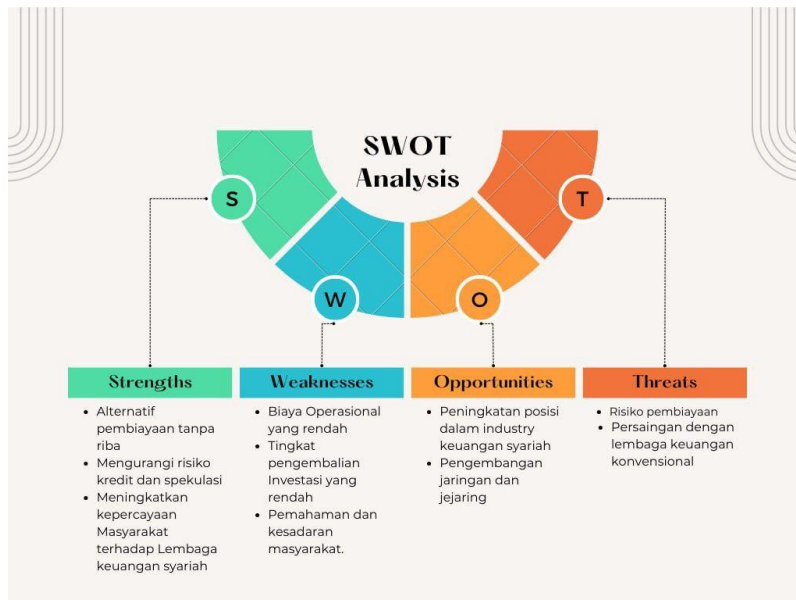 SWOT
Analysis
S
T
W
O
Strengths
• Alternatif
pembiayaan tanpa
riba
• Mengurangi risiko
kredit dan spekulasi
• Meningkatkan
kepercayaan
Masyarakat
terhadap Lembaga
keuangan syariah
Weaknesses
• Biaya Operasional
yang rendah
• Tingkat
pengembalian
Investasi yang
rendah
• Pemahaman dan
kesadaran
masyarakat.
Opportunities
• Peningkatan posisi
dalam industry
keuangan syariah
• Pengembangan
jaringan dan
jejaring
Threats
• Risiko pembiayaan
• Persaingan dengan
lembaga keuangan
konvensional